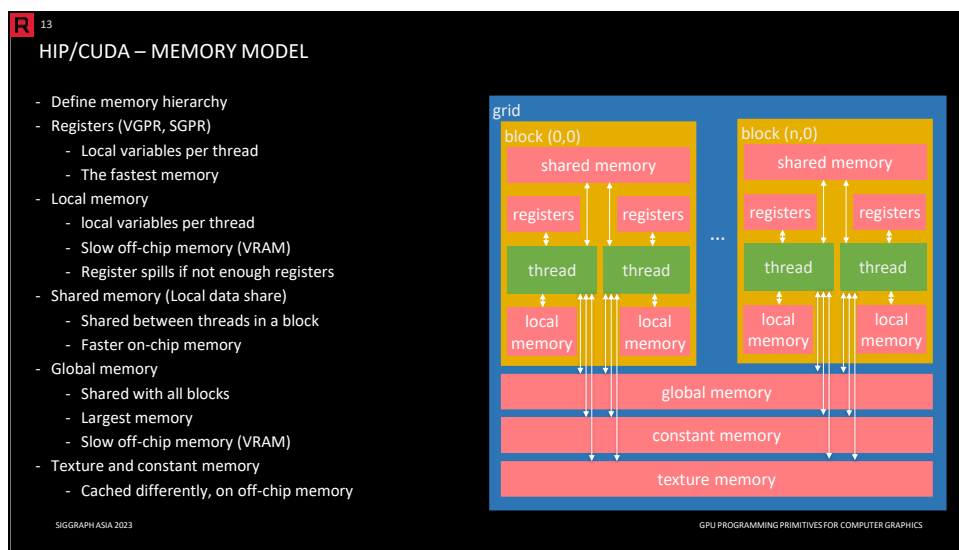 R
13
HIP/CUDA – MEMORY MODEL
- Define memory hierarchy
- Registers (VGPR, SGPR)
- Local variables per thread
- The fastest memory
- Local memory
- local variables per thread
- Slow off-chip memory (VRAM)
- Register spills if not enough registers
- Shared memory (Local data share)
- Shared between threads in a block
- Faster on-chip memory
- Global memory
- Shared with all blocks
- Largest memory
- Slow off-chip memory (VRAM)
- Texture and constant memory
- Cached differently, on off-chip memory
grid
block (0,0)
shared memory
registers
registers
thread
thread
local
memory
local
memory
...
block (n,0)
shared memory
registers
registers
thread
thread
local
memory
local
memory
global memory
constant memory
texture memory
SIGGRAPH ASIA 2023
GPU PROGRAMMING PRIMITIVES FOR COMPUTER GRAPHICS